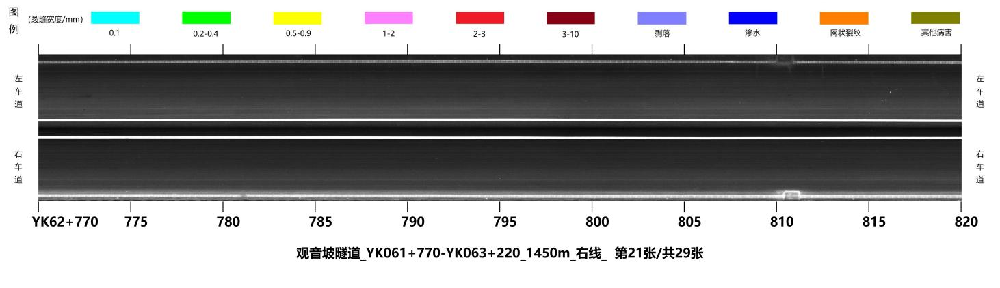 图例
(裂缝宽度/mm)
0.1 0.2-0.4 0.5-0.9 1-2 2-3 3-10 剥落 渗水 网状裂纹 其他病害
左车道 左车道
右车道 右车道
YK62+770 775 780 785 790 795 800 805 810 815 820
观音坡隧道_YK061+770-YK063+220_1450m_右线_ 第21张/共29张